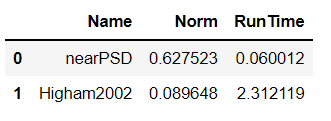 Name Norm RunTime
0 nearPSD 0.627523 0.060012
1 Higham2002 0.089648 2.312119